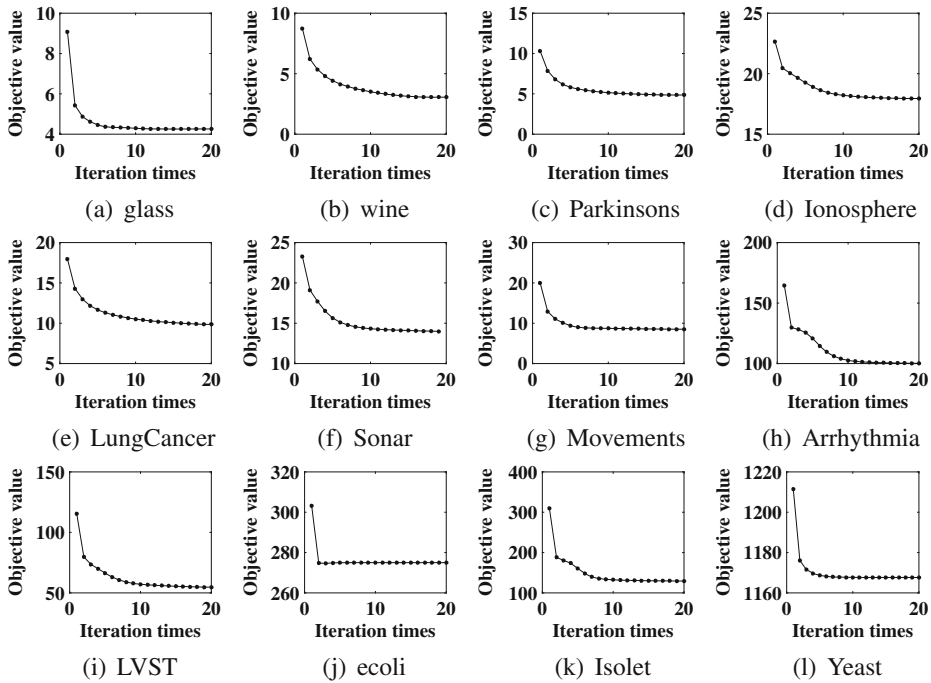 Objective value
10
8
6
4
0 10 20
Iteration times
(a) glass
Objective value
10
5
0
0 10 20
Iteration times
(b) wine
Objective value
15
10
5
0
0 10 20
Iteration times
(c) Parkinsons
Objective value
25
20
15
0 10 20
Iteration times
(d) Ionosphere
Objective value
20
15
10
5
0 10 20
Iteration times
(e) LungCancer
Objective value
25
20
15
10
0 10 20
Iteration times
(f) Sonar
Objective value
30
20
10
0
0 10 20
Iteration times
(g) Movements
Objective value
200
150
100
0 10 20
Iteration times
(h) Arrhythmia
Objective value
150
100
50
0 10 20
Iteration times
(i) LVST
Objective value
320
300
280
260
0 10 20
Iteration times
(j) ecoli
Objective value
400
300
200
100
0 10 20
Iteration times
(k) Isolet
Objective value
1220
1200
1180
1160
0 10 20
Iteration times
(l) Yeast